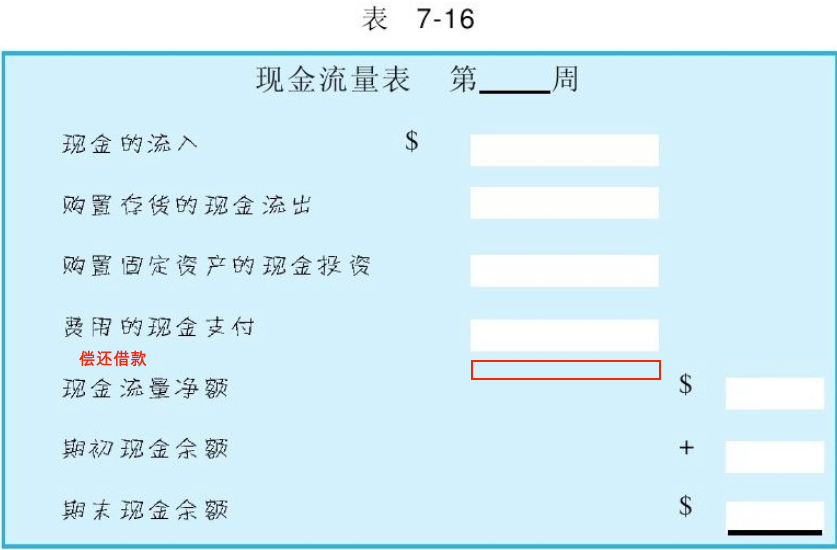 表 7-16
现金流量表 第____周
现金的流入 $
购置存货的现金流出
购置固定资产的现金投资
费用的现金支付
偿还借款
现金流量净额 $
期初现金余额 +
期末现金余额 $